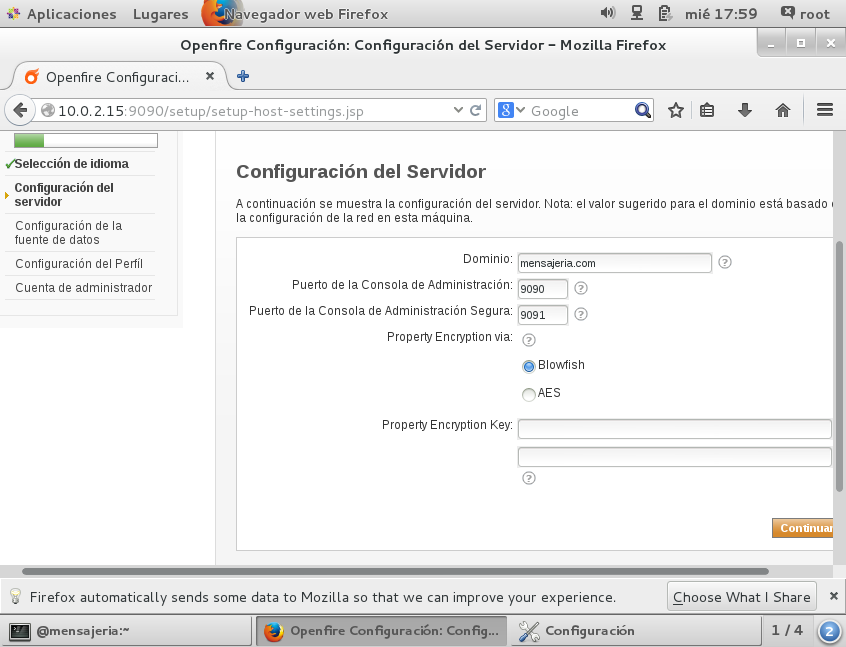 Aplicaciones Lugares Navegador web Firefox mié 17:59 root
Openfire Configuración: Configuración del Servidor – Mozilla Firefox
Openfire Configuraci...
10.0.2.15:9090/setup/setup-host-settings.jsp Google
Selección de idioma
Configuración del
servidor
Configuración de la
fuente de datos
Configuración del Perfíl
Cuenta de administrador
Configuración del Servidor
A continuación se muestra la configuración del servidor. Nota: el valor sugerido para el dominio está basado
la configuración de la red en esta máquina.
Dominio: mensajeria.com
Puerto de la Consola de Administración: 9090
Puerto de la Consola de Administración Segura: 9091
Property Encryption via:
Blowfish
AES
Property Encryption Key:
Continuar
Firefox automatically sends some data to Mozilla so that we can improve your experience. Choose What I Share
@mensajeria:~ Openfire Configuración: Config... Configuración 1 / 4 2